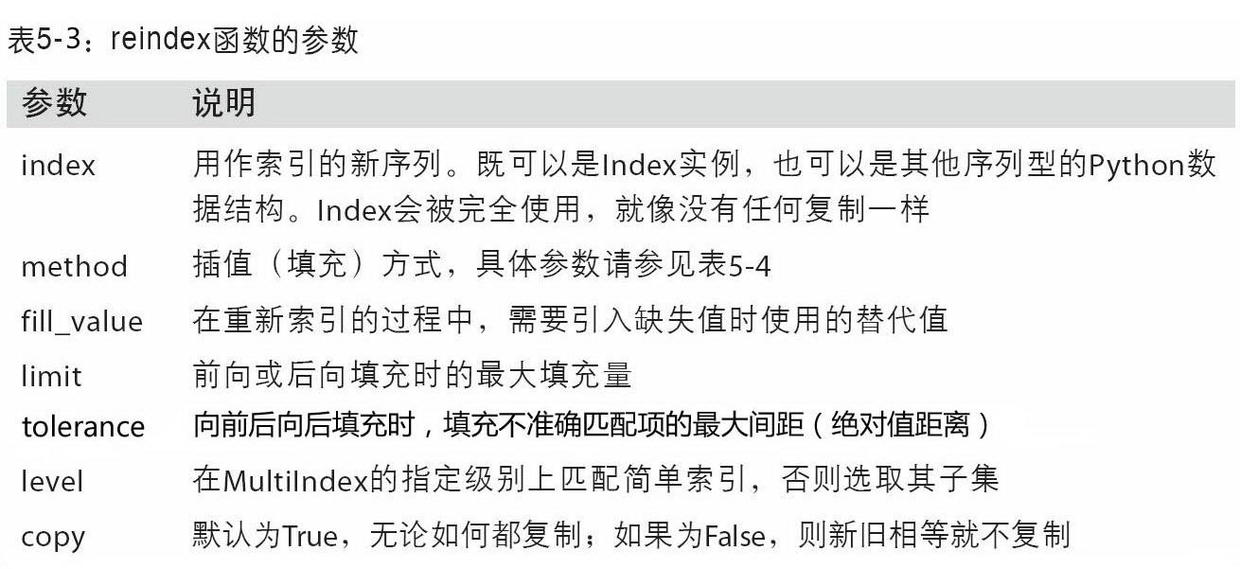 表5-3：reindex函数的参数
参数 说明
index 用作索引的新序列。既可以是Index实例，也可以是其他序列型的Python数
据结构。Index会被完全使用，就像没有任何复制一样
method 插值（填充）方式，具体参数请参见表5-4
fill_value 在重新索引的过程中，需要引入缺失值时使用的替代值
limit 前向或后向填充时的最大填充量
tolerance 向前后向后填充时，填充不准确匹配项的最大间距（绝对值距离）
level 在MultiIndex的指定级别上匹配简单索引，否则选取其子集
copy 默认为True，无论如何都复制；如果为False，则新旧相等就不复制